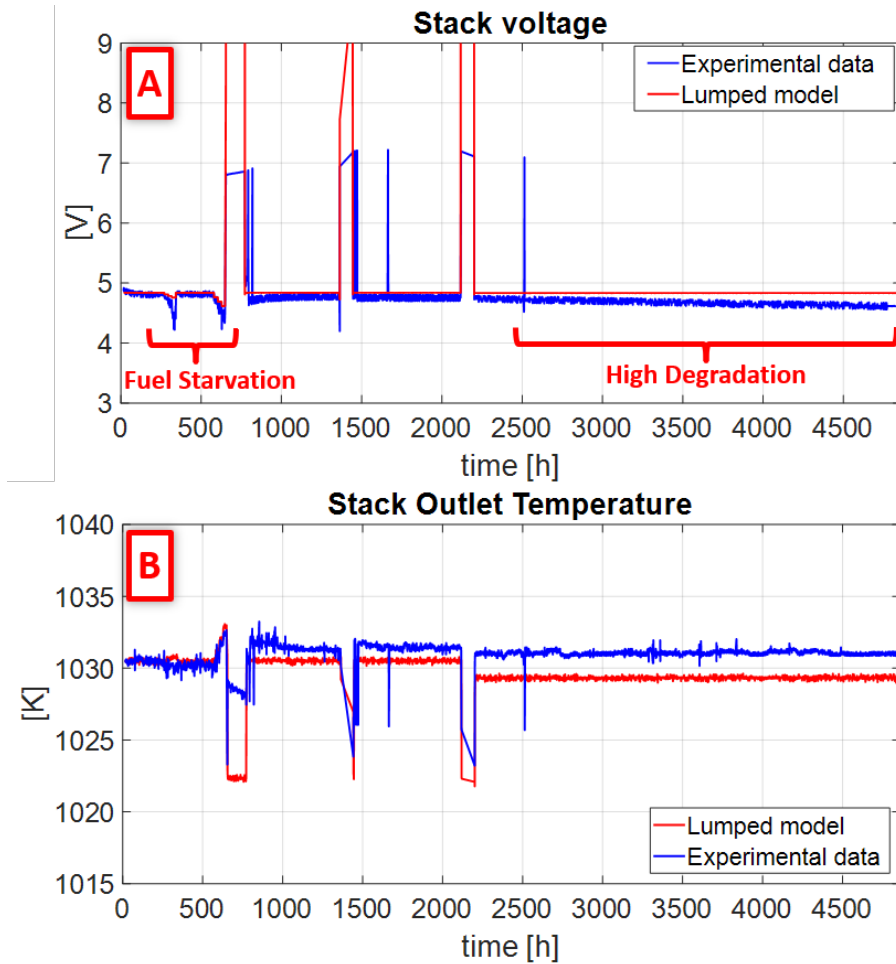 Stack voltage
A
Experimental data
Lumped model
9
8
7
6
5
4
3
[V]
Fuel Starvation
High Degradation
0 500 1000 1500 2000 2500 3000 3500 4000 4500
time [h]
Stack Outlet Temperature
B
1040
1035
1030
1025
1020
1015
[K]
Lumped model
Experimental data
0 500 1000 1500 2000 2500 3000 3500 4000 4500
time [h]